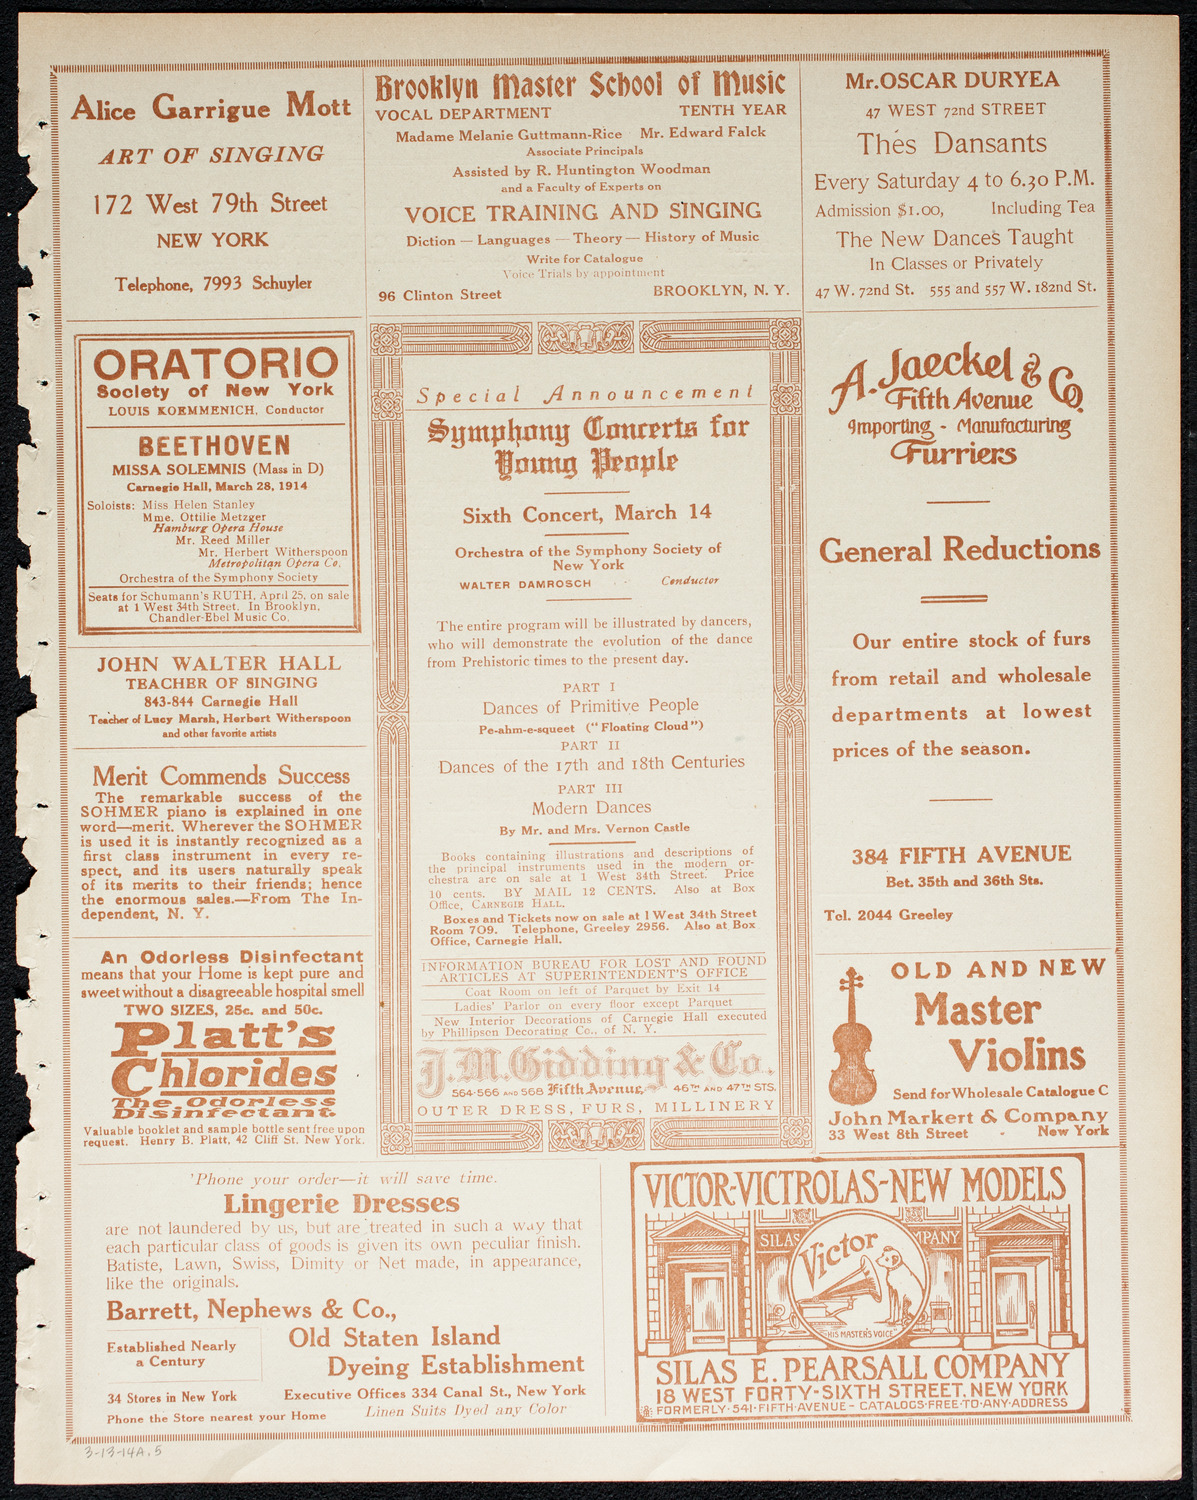 Alice Garrigue Mott
ART OF SINGING
172 West 79th Street
NEW YORK
Telephone, 7993 Schuyler
Brooklyn Master School of Music
VOCAL DEPARTMENT TENTH YEAR
Madame Melanie Guttmann-Rice Mr. Edward Falck
Associate Principals
Assisted by R. Huntington Woodman
and a Faculty of Experts on
VOICE TRAINING AND SINGING
Diction — Languages — Theory — History of Music
Write for Catalogue
Voice Trials by appointment
96 Clinton Street BROOKLYN, N. Y.
Mr. OSCAR DURYEA
47 WEST 72nd STREET
Thés Dansants
Every Saturday 4 to 6.30 P.M.
Admission $1.00, Including Tea
The New Dances Taught
In Classes or Privately
47 W. 72nd St. 555 and 557 W. 182nd St.
ORATORIO
Society of New York
LOUIS KOEMMENICH, Conductor
BEETHOVEN
MISSA SOLEMNIS (Mass in D)
Carnegie Hall, March 28, 1914
Soloists: Miss Helen Stanley
Mme. Ottilie Metzger
Hamburg Opera House
Mr. Reed Miller
Mr. Herbert Witherspoon
Metropolitan Opera Co.
Orchestra of the Symphony Society
Seats for Schumann's RUTH, April 25, on sale
at 1 West 34th Street. In Brooklyn,
Chandler-Ebel Music Co.
JOHN WALTER HALL
TEACHER OF SINGING
843-844 Carnegie Hall
Teacher of Lucy Marsh, Herbert Witherspoon
and other favorite artists
Merit Commends Success
The remarkable success of the
SOHMER piano is explained in one
word—merit. Wherever the SOHMER
is used it is instantly recognized as a
first class instrument in every re-
spect, and its users naturally speak
of its merits to their friends; hence
the enormous sales.—From The In-
dependent, N. Y.
An Odorless Disinfectant
means that your Home is kept pure and
sweet without a disagreeable hospital smell
TWO SIZES, 25c. and 50c.
Platt's
Chlorides
The Odorless
Disinfectant.
Valuable booklet and sample bottle sent free upon
request. Henry B. Platt, 42 Cliff St. New York.
Special Announcement
Symphony Concerts for
Young People
Sixth Concert, March 14
Orchestra of the Symphony Society of
New York
WALTER DAMROSCH Conductor
The entire program will be illustrated by dancers,
who will demonstrate the evolution of the dance
from Prehistoric times to the present day.
PART I
Dances of Primitive People
Pe-ahm-e-squeet ("Floating Cloud")
PART II
Dances of the 17th and 18th Centuries
PART III
Modern Dances
By Mr. and Mrs. Vernon Castle
Books containing illustrations and descriptions of
the principal instruments used in the modern or-
chestra are on sale at 1 West 34th Street. Price
10 cents. BY MAIL 12 CENTS. Also at Box
Office, CARNEGIE HALL.
Boxes and Tickets now on sale at 1 West 34th Street
Room 709. Telephone, Greeley 2956. Also at Box
Office, Carnegie Hall.
INFORMATION BUREAU FOR LOST AND FOUND
ARTICLES AT SUPERINTENDENT'S OFFICE
Coat Room on left of Parquet by Exit 14
Ladies' Parlor on every floor except Parquet
New Interior Decorations of Carnegie Hall executed
by Phillipson Decorating Co., of N. Y.
J. M. Gidding & Co.
564-566 AND 568 Fifth Avenue, 46TH AND 47TH STS.
OUTER DRESS, FURS, MILLINERY
A. Jaeckel & Co.
Fifth Avenue
Importing - Manufacturing
Furriers
General Reductions
Our entire stock of furs
from retail and wholesale
departments at lowest
prices of the season.
384 FIFTH AVENUE
Bet. 35th and 36th Sts.
Tel. 2044 Greeley
OLD AND NEW
Master
Violins
Send for Wholesale Catalogue C
John Markert & Company
33 West 8th Street - New York
'Phone your order—it will save time.
Lingerie Dresses
are not laundered by us, but are treated in such a way that
each particular class of goods is given its own peculiar finish.
Batiste, Lawn, Swiss, Dimity or Net made, in appearance,
like the originals.
Barrett, Nephews & Co.,
Established Nearly
a Century
Old Staten Island
Dyeing Establishment
34 Stores in New York
Executive Offices 334 Canal St., New York
Phone the Store nearest your Home
Linen Suits Dyed any Color
VICTOR-VICTROLAS-NEW MODELS
SILAS
MPANY
Victor
"HIS MASTER'S VOICE"
SILAS E. PEARSALL COMPANY
18 WEST FORTY-SIXTH STREET, NEW YORK
FORMERLY·541·FIFTH·AVENUE - CATALOGS·FREE·TO·ANY·ADDRESS
3-13-14A.5